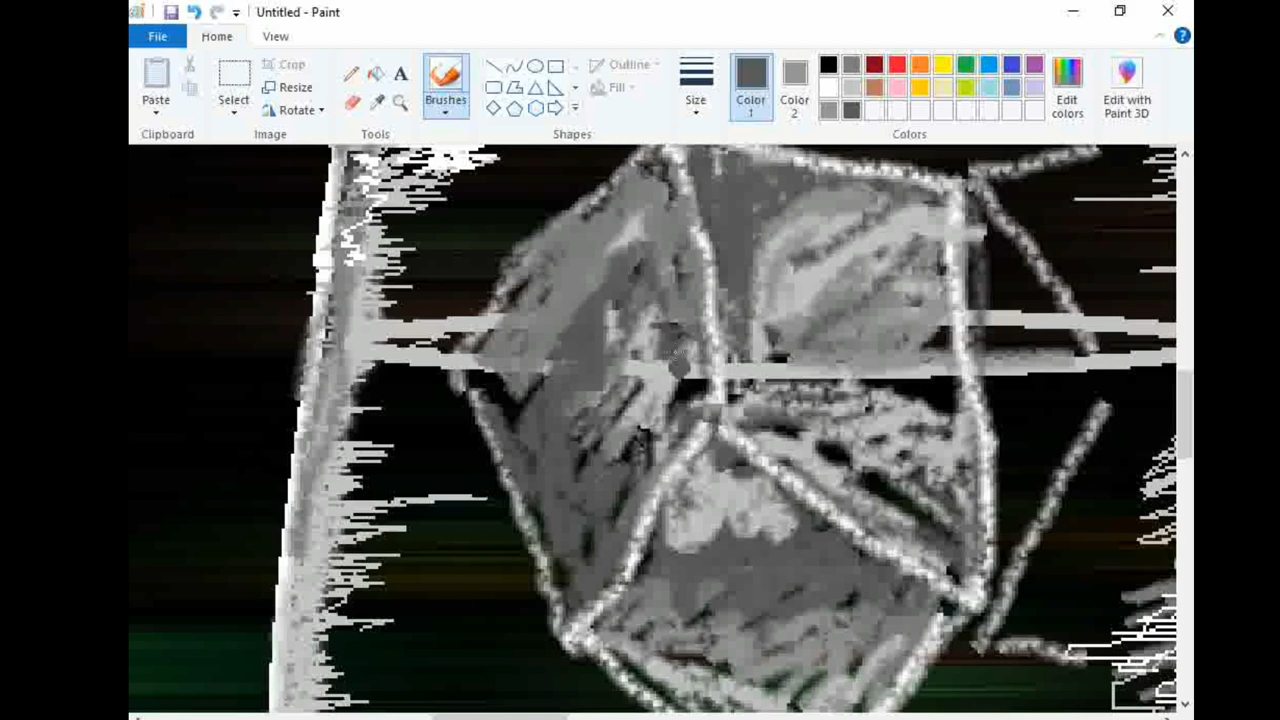 Untitled - Paint
File Home View
Paste
Select
Crop
Resize
Rotate
A
Brushes
Outline
Fill
Size
Color 1
Color 2
Edit colors
Edit with Paint 3D
Clipboard Image Tools Shapes Colors